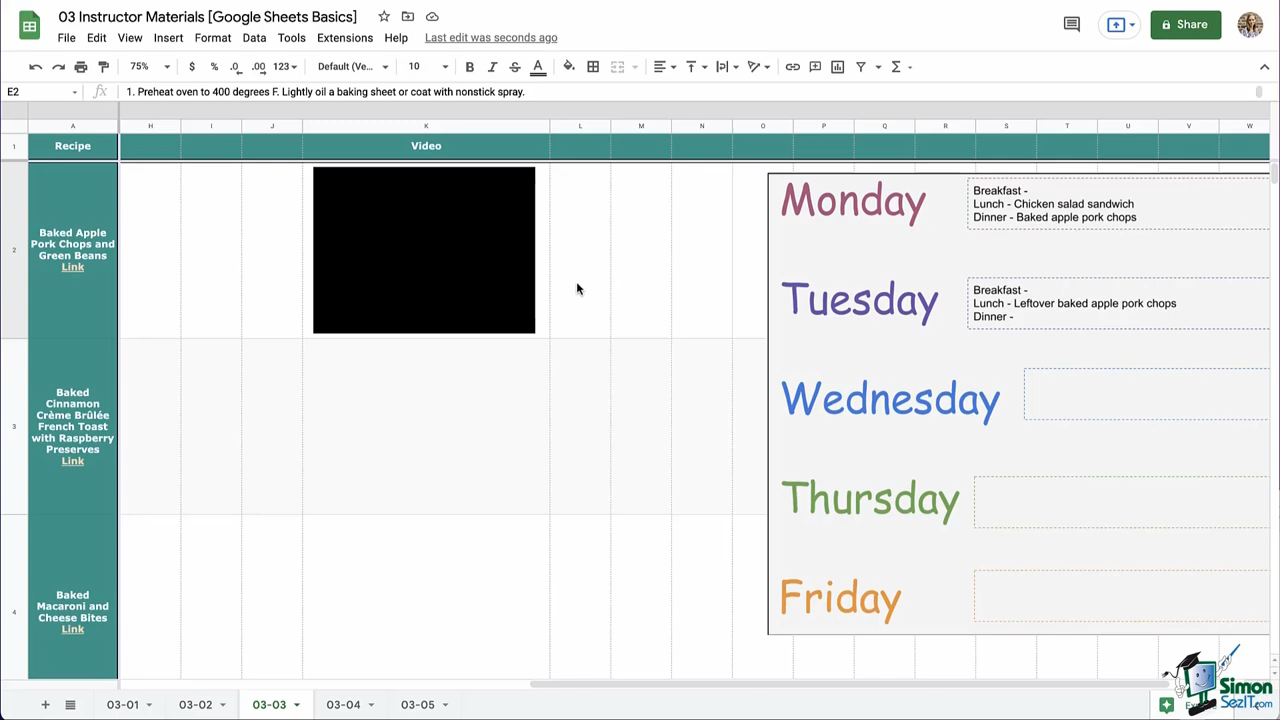 03 Instructor Materials [Google Sheets Basics]
File Edit View Insert Format Data Tools Extensions Help Last edit was seconds ago
Share
75% $ % .0 .00 123 Default (Ve... 10 B I S A Σ
E2 fx 1. Preheat oven to 400 degrees F. Lightly oil a baking sheet or coat with nonstick spray.
A H I J K L M N O P Q R S T U V W
1 Recipe Video
2
Baked Apple
Pork Chops and
Green Beans
Link
Monday
Breakfast -
Lunch - Chicken salad sandwich
Dinner - Baked apple pork chops
Tuesday
Breakfast -
Lunch - Leftover baked apple pork chops
Dinner -
3
Baked
Cinnamon
Crème Brûlée
French Toast
with Raspberry
Preserves
Link
Wednesday
Thursday
4
Baked
Macaroni and
Cheese Bites
Link
Friday
+ 03-01 03-02 03-03 03-04 03-05
Simon
SezIT.com